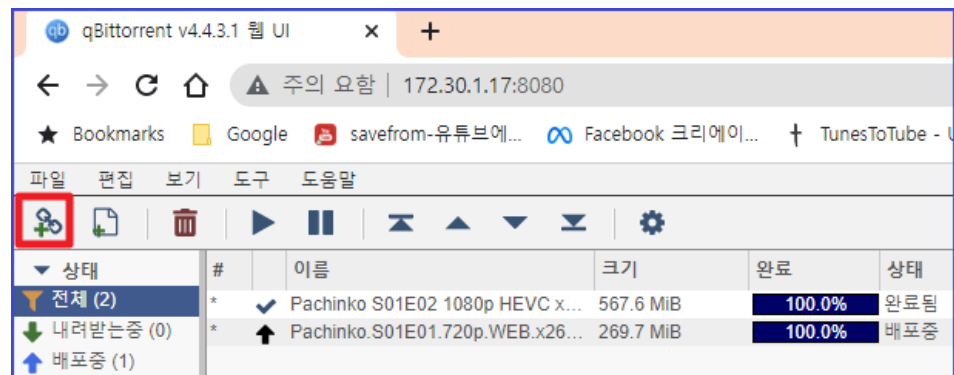 qb qBittorrent v4.4.3.1 웹 UI
주의 요함 | 172.30.1.17:8080
Bookmarks Google savefrom-유튜브에... Facebook 크리에이... TunesToTube - U
파일 편집 보기 도구 도움말
상태 # 이름 크기 완료 상태
전체 (2) * Pachinko S01E02 1080p HEVC x... 567.6 MiB 100.0% 완료됨
내려받는중 (0) * Pachinko.S01E01.720p.WEB.x26... 269.7 MiB 100.0% 배포중
배포중 (1)